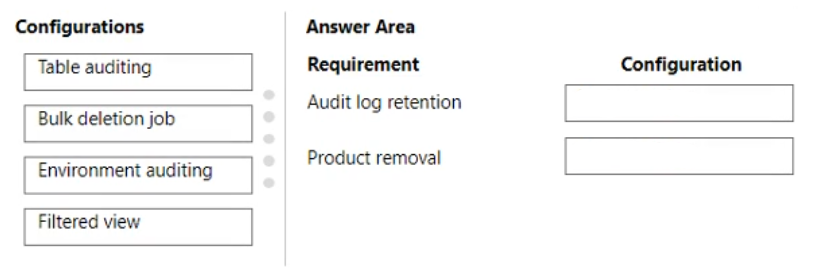 Configurations
Table auditing
Bulk deletion job
Environment auditing
Filtered view
Answer Area
Requirement Configuration
Audit log retention
Product removal